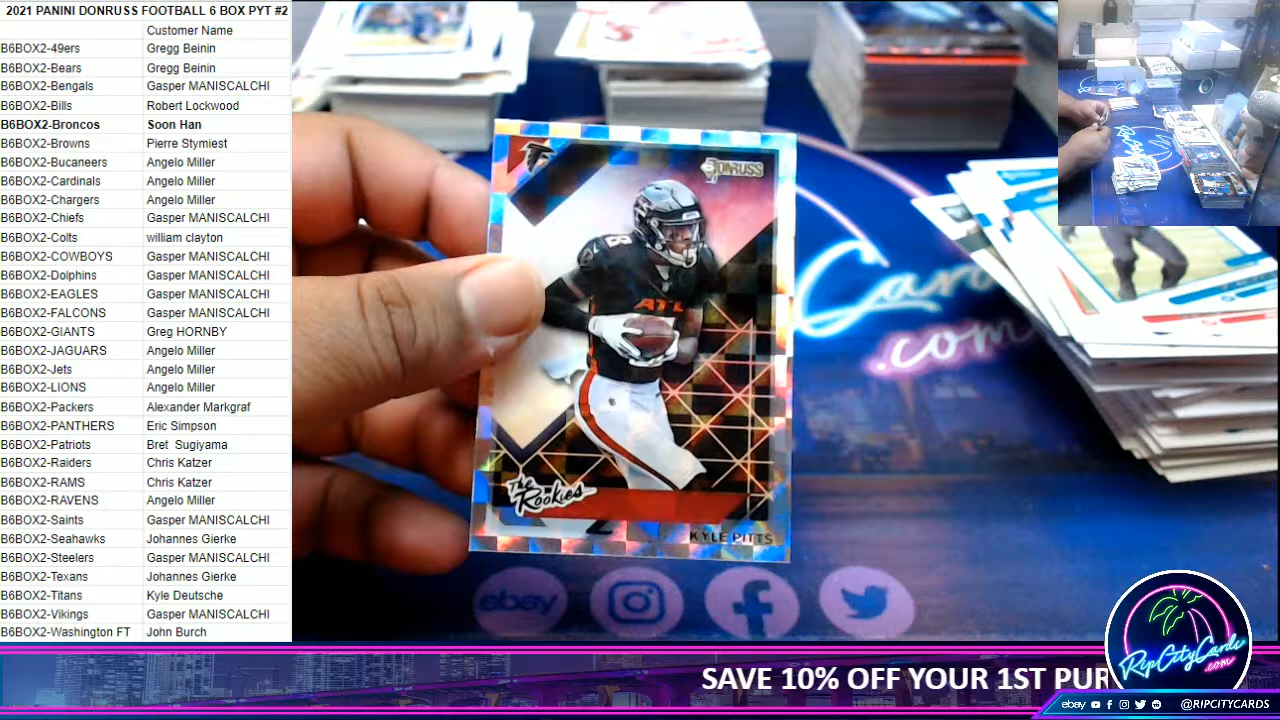 2021 PANINI DONRUSS FOOTBALL 6 BOX PYT #2
Customer Name
B6BOX2-49ers Gregg Beinin
B6BOX2-Bears Gregg Beinin
B6BOX2-Bengals Gasper MANISCALCHI
B6BOX2-Bills Robert Lockwood
B6BOX2-Broncos Soon Han
B6BOX2-Browns Pierre Stymiest
B6BOX2-Bucaneers Angelo Miller
B6BOX2-Cardinals Angelo Miller
B6BOX2-Chargers Angelo Miller
B6BOX2-Chiefs Gasper MANISCALCHI
B6BOX2-Colts william clayton
B6BOX2-COWBOYS Gasper MANISCALCHI
B6BOX2-Dolphins Gasper MANISCALCHI
B6BOX2-EAGLES Gasper MANISCALCHI
B6BOX2-FALCONS Gasper MANISCALCHI
B6BOX2-GIANTS Greg HORNBY
B6BOX2-JAGUARS Angelo Miller
B6BOX2-Jets Angelo Miller
B6BOX2-LIONS Angelo Miller
B6BOX2-Packers Alexander Markgraf
B6BOX2-PANTHERS Eric Simpson
B6BOX2-Patriots Bret Sugiyama
B6BOX2-Raiders Chris Katzer
B6BOX2-RAMS Chris Katzer
B6BOX2-RAVENS Angelo Miller
B6BOX2-Saints Gasper MANISCALCHI
B6BOX2-Seahawks Johannes Gierke
B6BOX2-Steelers Gasper MANISCALCHI
B6BOX2-Texans Johannes Gierke
B6BOX2-Titans Kyle Deutsche
B6BOX2-Vikings Gasper MANISCALCHI
B6BOX2-Washington FT John Burch
DONRUSS
8
ATL
The Rookies
KYLE PITTS
Card
.com
ebay
SAVE 10% OFF YOUR 1ST PUR
RipCityCards
.com
ebay @RIPCITYCARDS